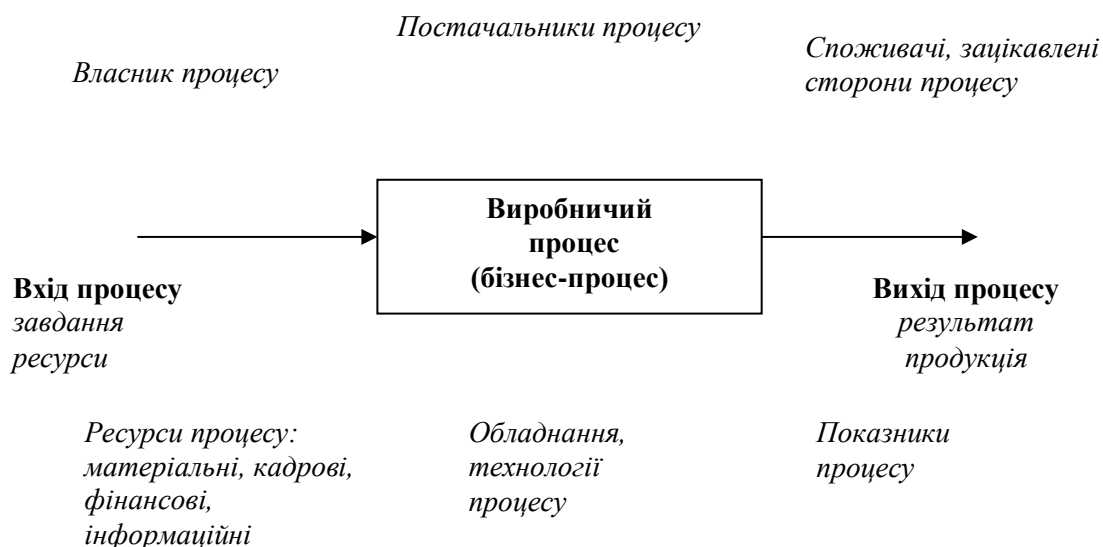 Постачальники процесу
Власник процесу
Споживачі, зацікавлені
сторони процесу
Виробничий
процес
(бізнес-процес)
Вхід процесу
завдання
ресурси
Вихід процесу
результат
продукція
Ресурси процесу:
матеріальні, кадрові,
фінансові,
інформаційні
Обладнання,
технології
процесу
Показники
процесу